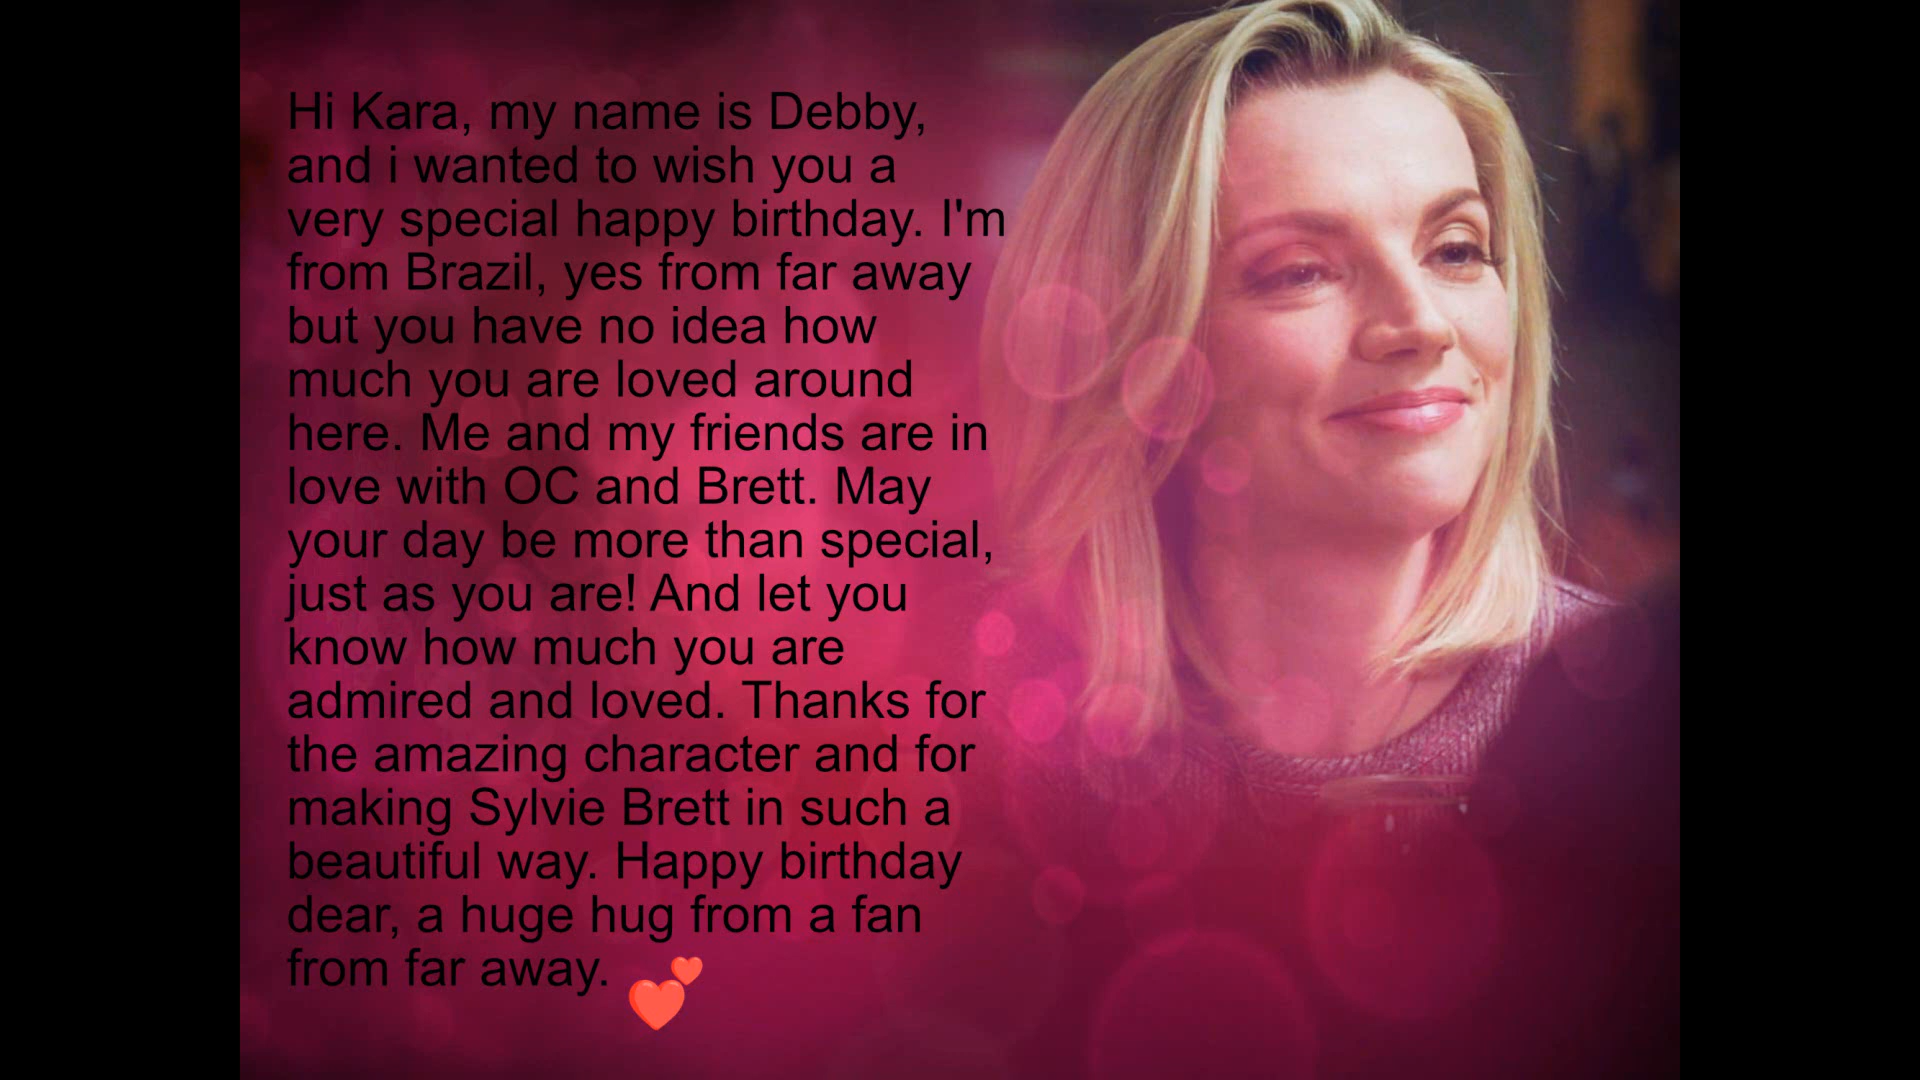 Hi Kara, my name is Debby,
and i wanted to wish you a
very special happy birthday. I'm
from Brazil, yes from far away
but you have no idea how
much you are loved around
here. Me and my friends are in
love with OC and Brett. May
your day be more than special,
just as you are! And let you
know how much you are
admired and loved. Thanks for
the amazing character and for
making Sylvie Brett in such a
beautiful way. Happy birthday
dear, a huge hug from a fan
from far away. 💕